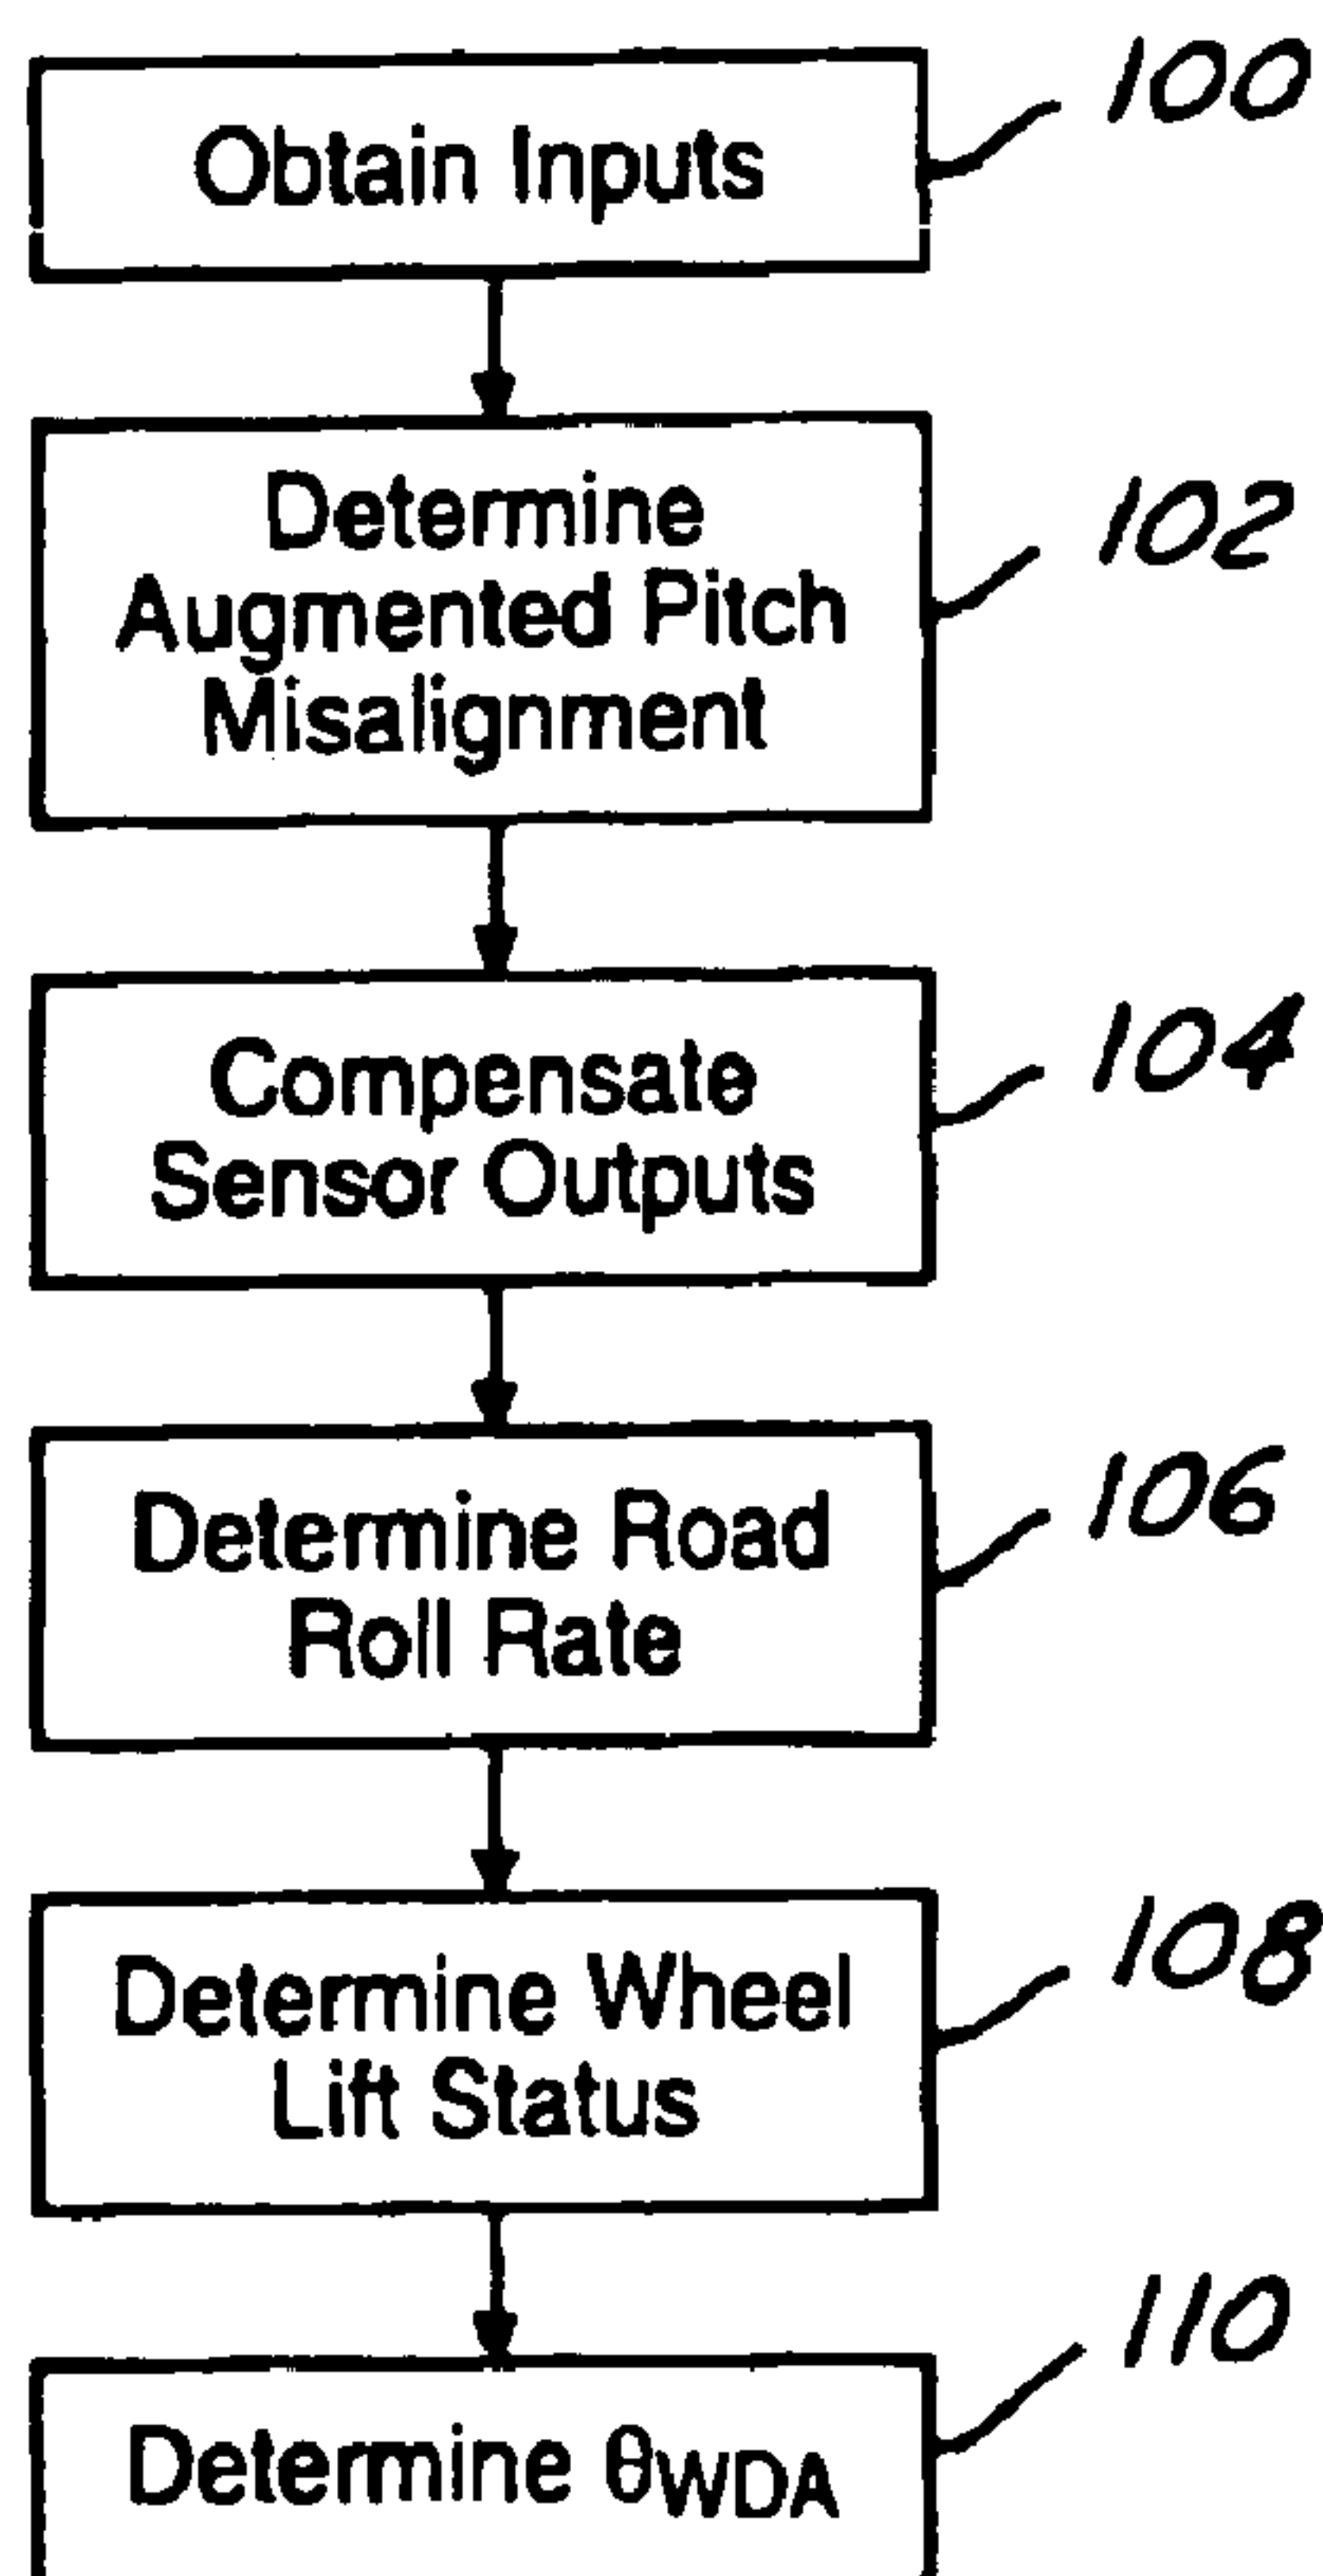 Obtain Inputs
100
Determine
Augmented Pitch
Misalignment
102
Compensate
Sensor Outputs
104
Determine Road
Roll Rate
106
Determine Wheel
Lift Status
108
Determine θWDA
110